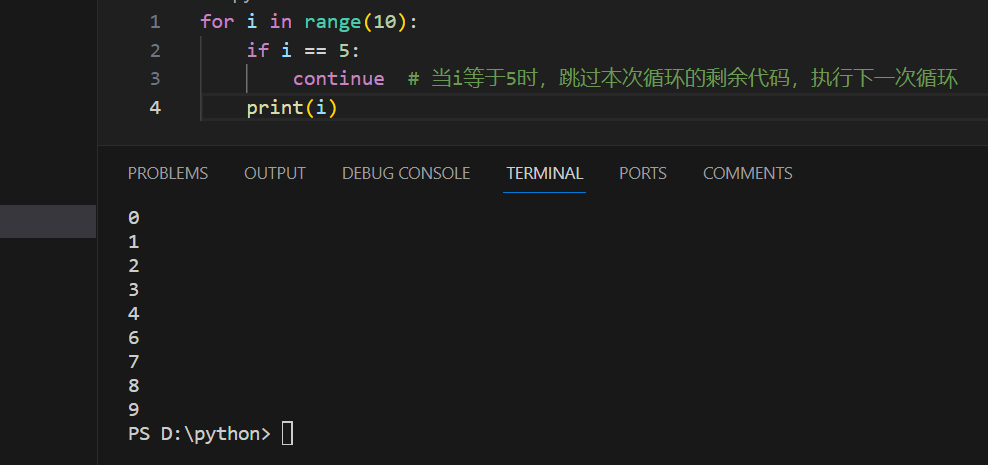 1 for i in range(10):
2     if i == 5:
3         continue  # 当i等于5时，跳过本次循环的剩余代码，执行下一次循环
4     print(i)
PROBLEMS OUTPUT DEBUG CONSOLE TERMINAL PORTS COMMENTS
0
1
2
3
4
6
7
8
9
PS D:\python>